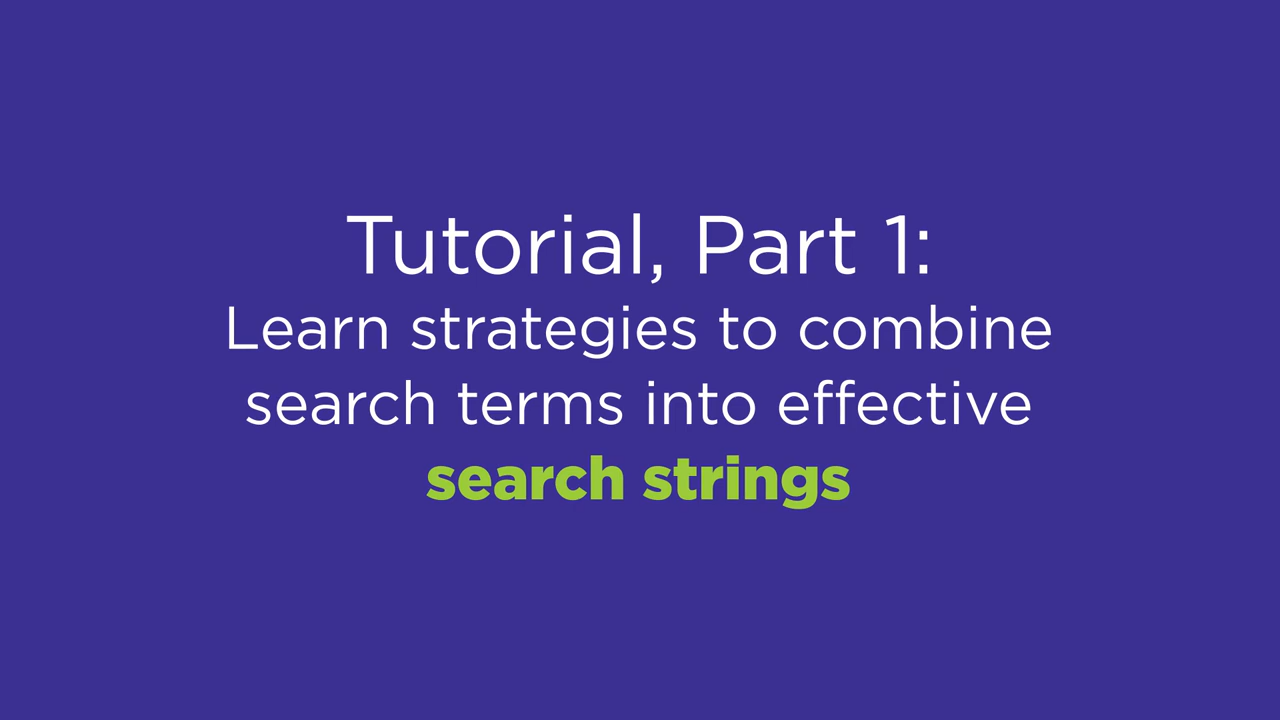 Tutorial, Part 1:
Learn strategies to combine
search terms into effective
search strings